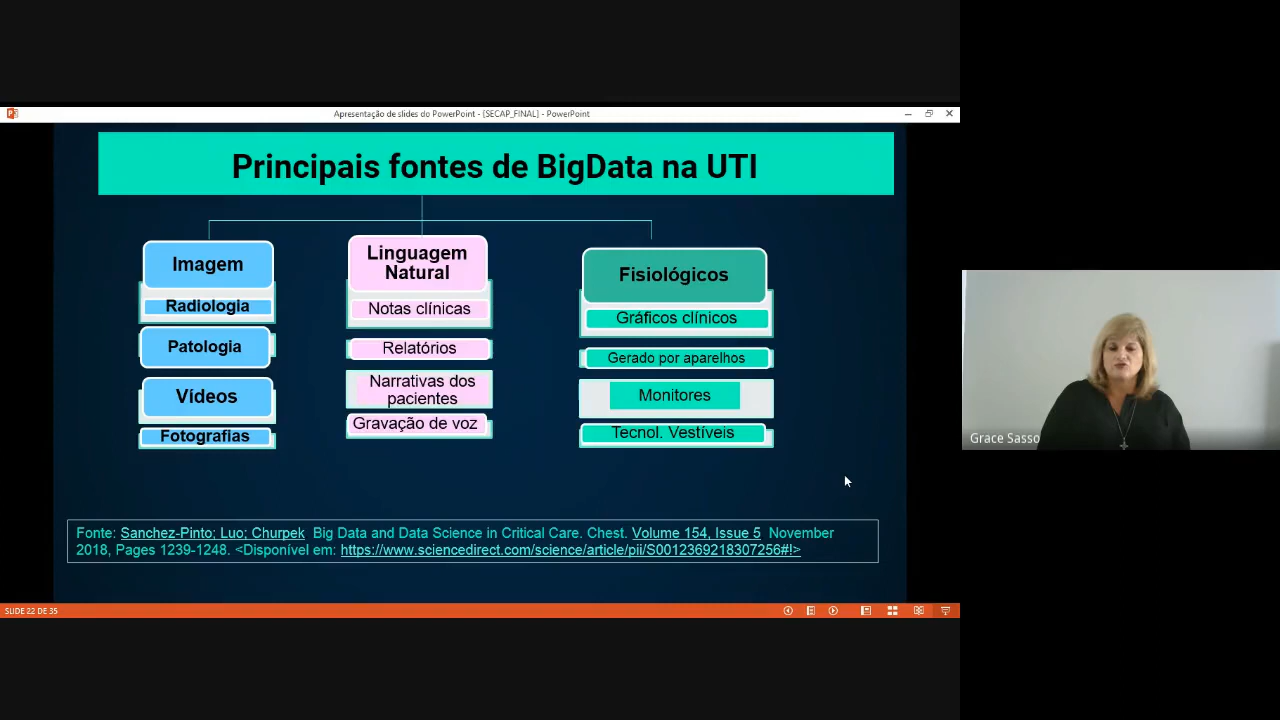 Apresentação de slides do PowerPoint - [SECAP_FINAL] - PowerPoint
Principais fontes de BigData na UTI
Imagem
Radiologia
Patologia
Vídeos
Fotografias
Linguagem
Natural
Notas clínicas
Relatórios
Narrativas dos
pacientes
Gravação de voz
Fisiológicos
Gráficos clínicos
Gerado por aparelhos
Monitores
Tecnol. Vestíveis
Fonte: Sanchez-Pinto; Luo; Churpek Big Data and Data Science in Critical Care. Chest. Volume 154, Issue 5 November
2018, Pages 1239-1248. <Disponível em: https://www.sciencedirect.com/science/article/pii/S0012369218307256#!>
SLIDE 22 DE 35
Grace Sasso